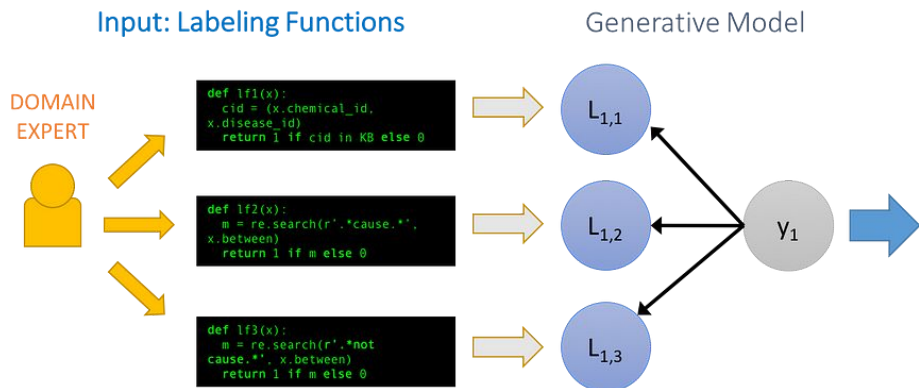 Input: Labeling Functions
Generative Model
DOMAIN
EXPERT
def lf1(x):
cid = (x.chemical_id,
x.disease_id)
return 1 if cid in KB else 0
def lf2(x):
m = re.search(r'.*cause.*',
x.between)
return 1 if m else 0
def lf3(x):
m = re.search(r'.*not
cause.*', x.between)
return 1 if m else 0
L1,1
L1,2
L1,3
y1